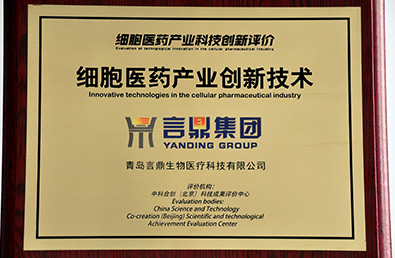 细胞医药产业科技创新评价
Evaluation of technological innovation in the cellular pharmaceutical industry
细胞医药产业创新技术
Innovative technologies in the cellular pharmaceutical industry
言鼎集团
YANDING GROUP
青岛言鼎生物医疗科技有限公司
评价机构：
中科合创（北京）科技成果评价中心
Evaluation bodies:
China Science and Technology
Co-creation (Beijing) Scientific and technological
Achievement Evaluation Center